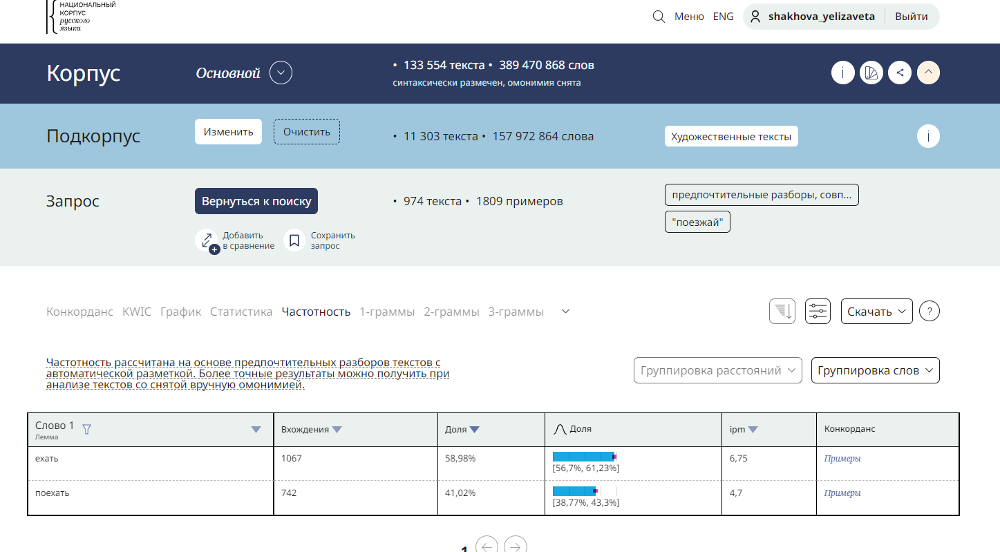 НАЦИОНАЛЬНЫЙ
КОРПУС
русского
языка
Меню ENG shakhova_yelizaveta Выйти
Корпус Основной • 133 554 текста • 389 470 868 слов
синтаксически размечен, омонимия снята
Подкорпус Изменить Очистить • 11 303 текста • 157 972 864 слова Художественные тексты
Запрос Вернуться к поиску • 974 текста • 1809 примеров предпочтительные разборы, совп...
"поезжай"
Добавить в сравнение Сохранить запрос
Конкорданс KWIC График Статистика Частотность 1-граммы 2-граммы 3-граммы Скачать ?
Частотность рассчитана на основе предпочтительных разборов текстов с
автоматической разметкой. Более точные результаты можно получить при
анализе текстов со снятой вручную омонимией.
Группировка расстояний Группировка слов
Слово 1 Вхождения Доля Доля ipm Конкорданс
Лемма
ехать 1067 58,98% [56,7%, 61,23%] 6,75 Примеры
поехать 742 41,02% [38,77%, 43,3%] 4,7 Примеры
1